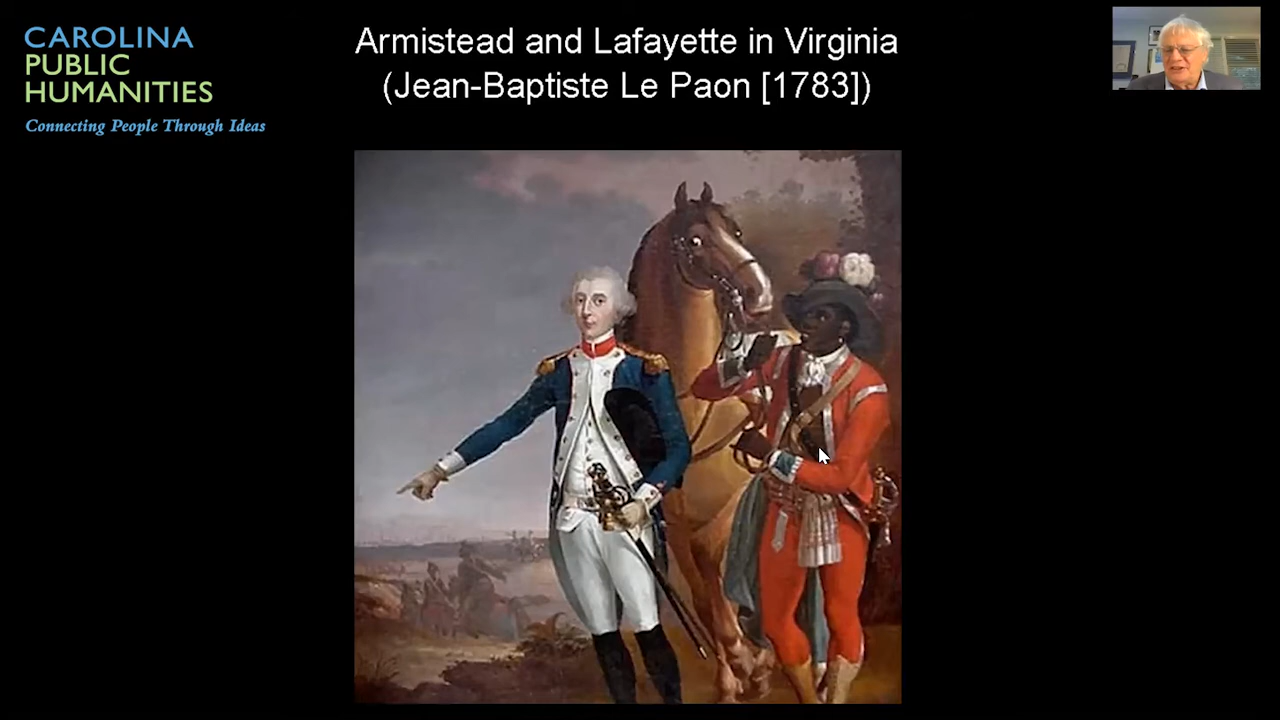 CAROLINA
PUBLIC
HUMANITIES
Connecting People Through Ideas
Armistead and Lafayette in Virginia
(Jean-Baptiste Le Paon [1783])